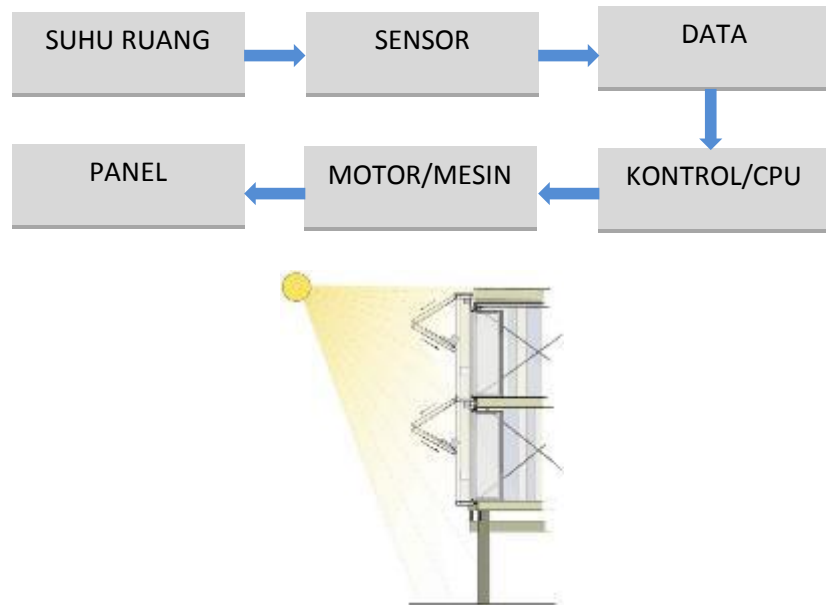 SUHU RUANG
SENSOR
DATA
KONTROL/CPU
MOTOR/MESIN
PANEL